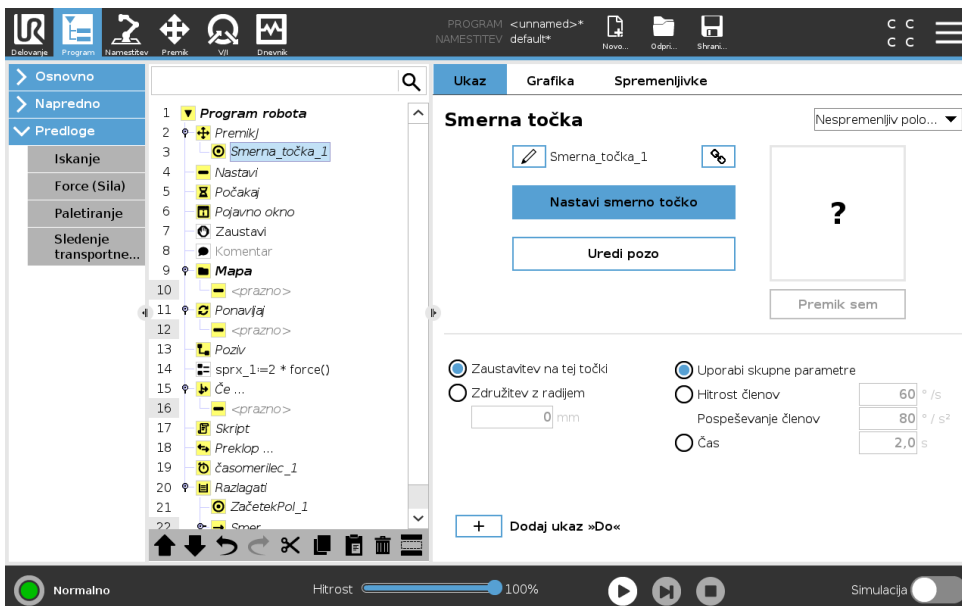 PROGRAM <unnamed>*
NAMESTITEV default*
Delovanje Program Namestitev Premik V/I Dnevnik
Novo... Odpri... Shrani...
C C
C C
Osnovno
Napredno
Predloge
Iskanje
Force (Sila)
Paletiranje
Sledenje
transportne...
1 Program robota
2 PremikJ
3 Smerna_točka_1
4 Nastavi
5 Počakaj
6 Pojavno okno
7 Zaustavi
8 Komentar
9 Mapa
10 <prazno>
11 Ponavljaj
12 <prazno>
13 Poziv
14 sprx_1:=2 * force()
15 Če ...
16 <prazno>
17 Skript
18 Preklop ...
19 časomerilec_1
20 Razlagati
21 ZačetekPol_1
22 Smer
Ukaz Grafika Spremenljivke
Smerna točka
Nespremenljiv polo...
Smerna_točka_1
Nastavi smerno točko
Uredi pozo
?
Premik sem
Zaustavitev na tej točki
Združitev z radijem
0 mm
Uporabi skupne parametre
Hitrost členov 60 ° /s
Pospeševanje členov 80 ° / s²
Čas 2,0 s
+ Dodaj ukaz »Do«
Normalno
Hitrost 100%
Simulacija